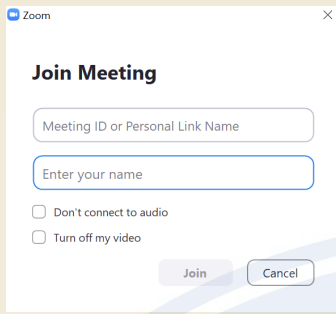 Zoom
Join Meeting
Meeting ID or Personal Link Name
Enter your name
Don't connect to audio
Turn off my video
Join Cancel